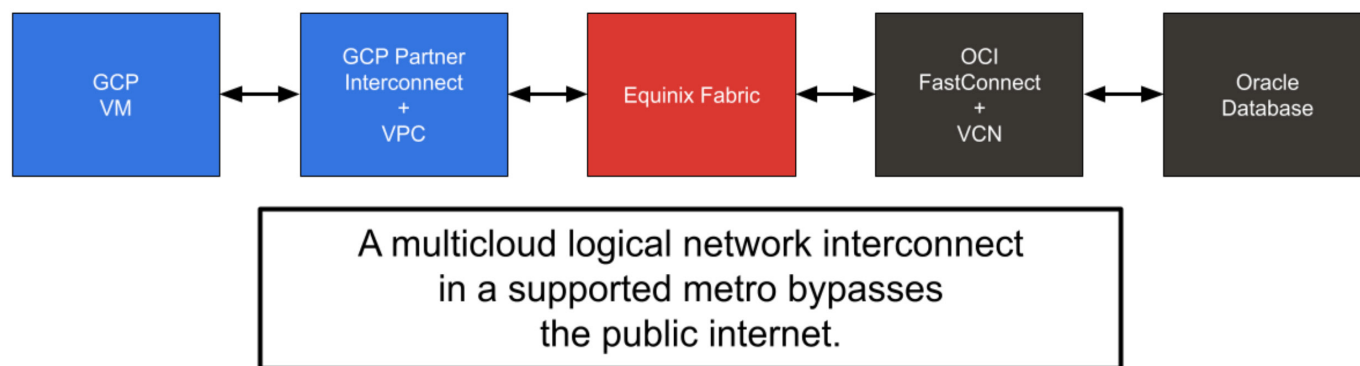 GCP
VM
GCP Partner
Interconnect
+
VPC
Equinix Fabric
OCI
FastConnect
+
VCN
Oracle
Database
A multicloud logical network interconnect
in a supported metro bypasses
the public internet.